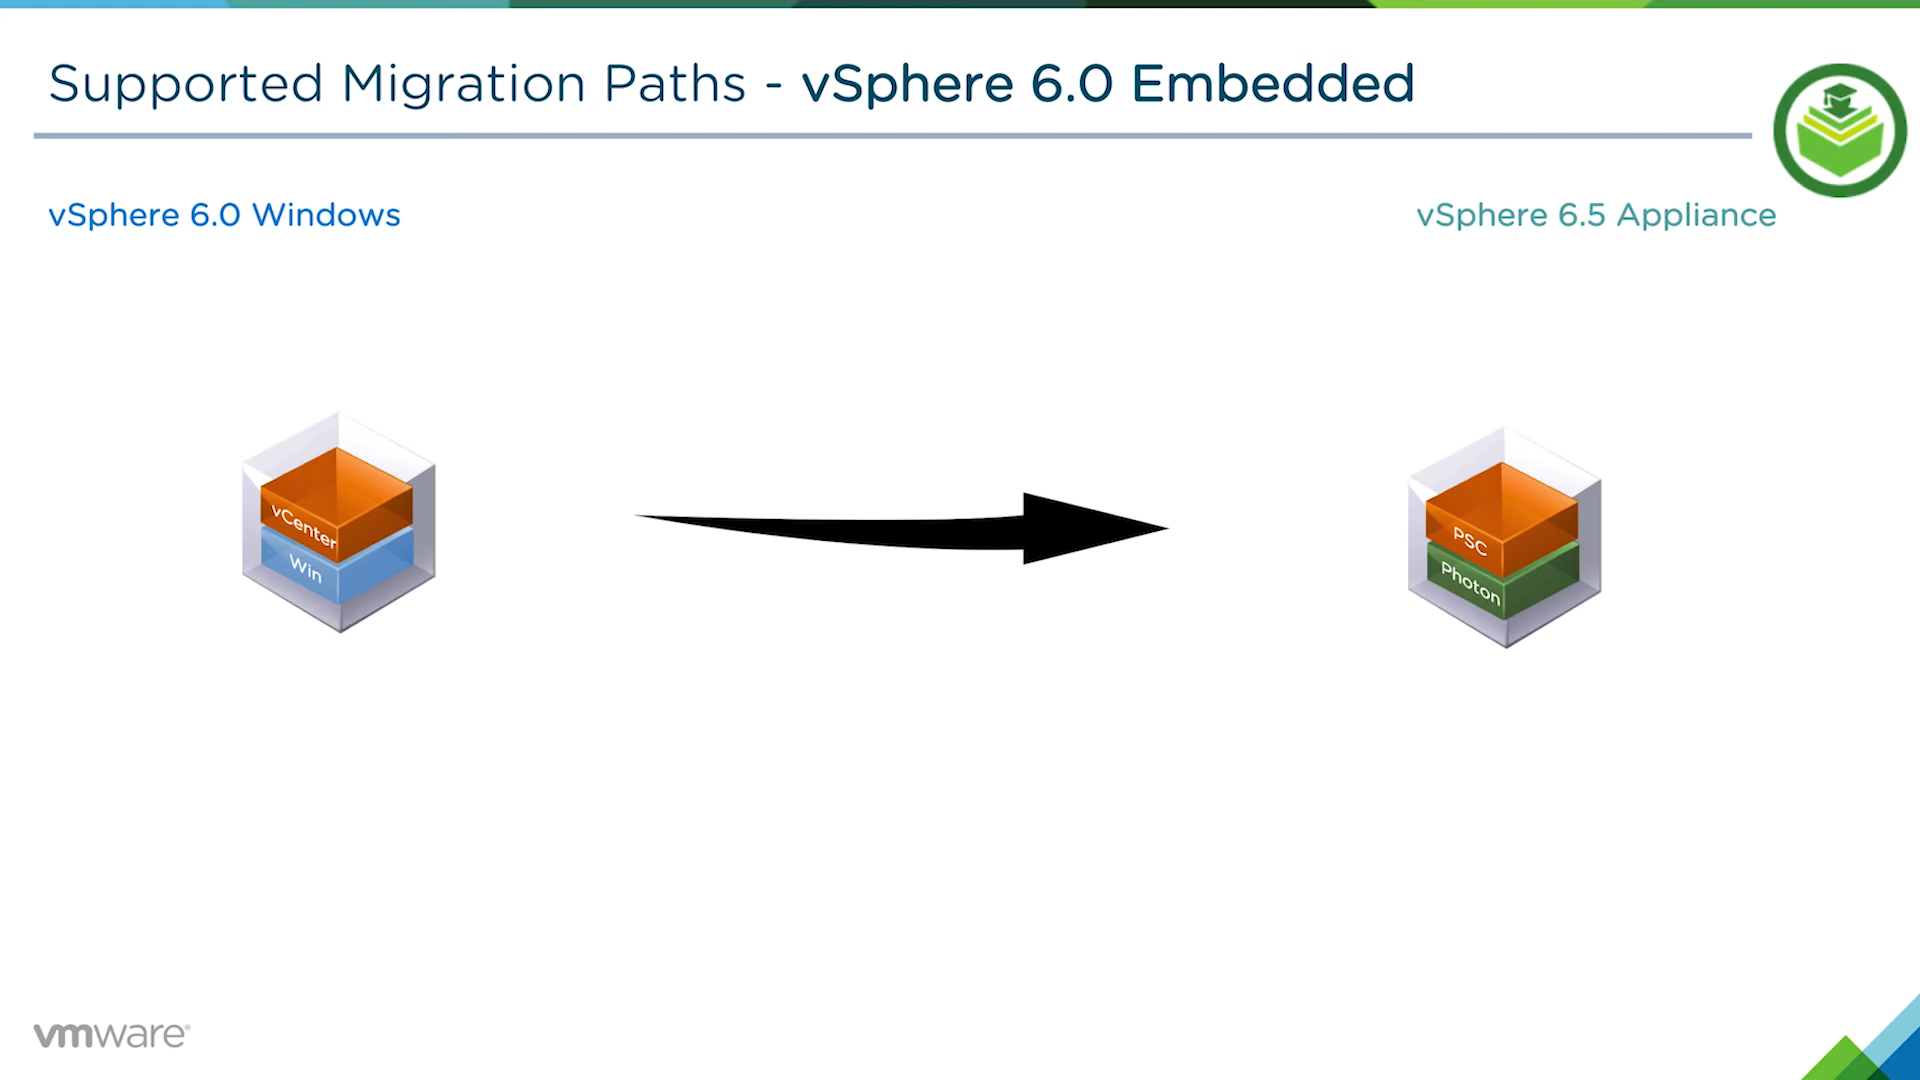 Supported Migration Paths - vSphere 6.0 Embedded
vSphere 6.0 Windows
vSphere 6.5 Appliance
vCenter
Win
PSC
Photon
vmware®